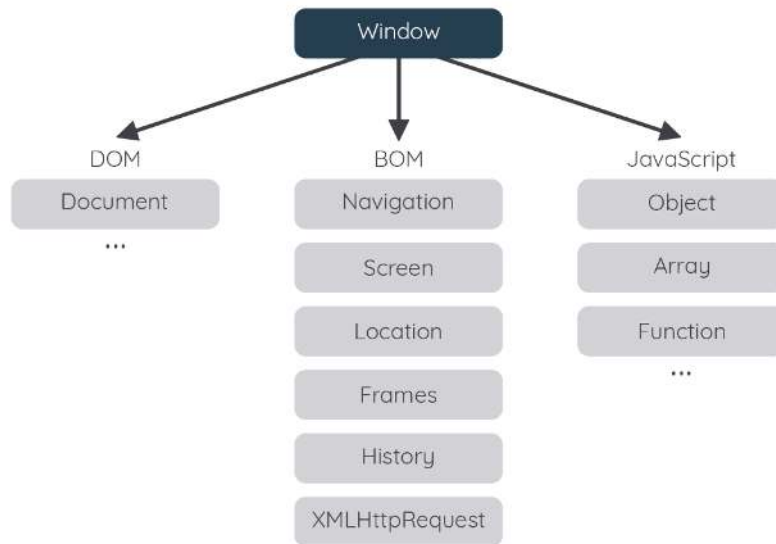 Window
DOM
BOM
JavaScript
Document
...
Navigation
Screen
Location
Frames
History
XMLHttpRequest
Object
Array
Function
...